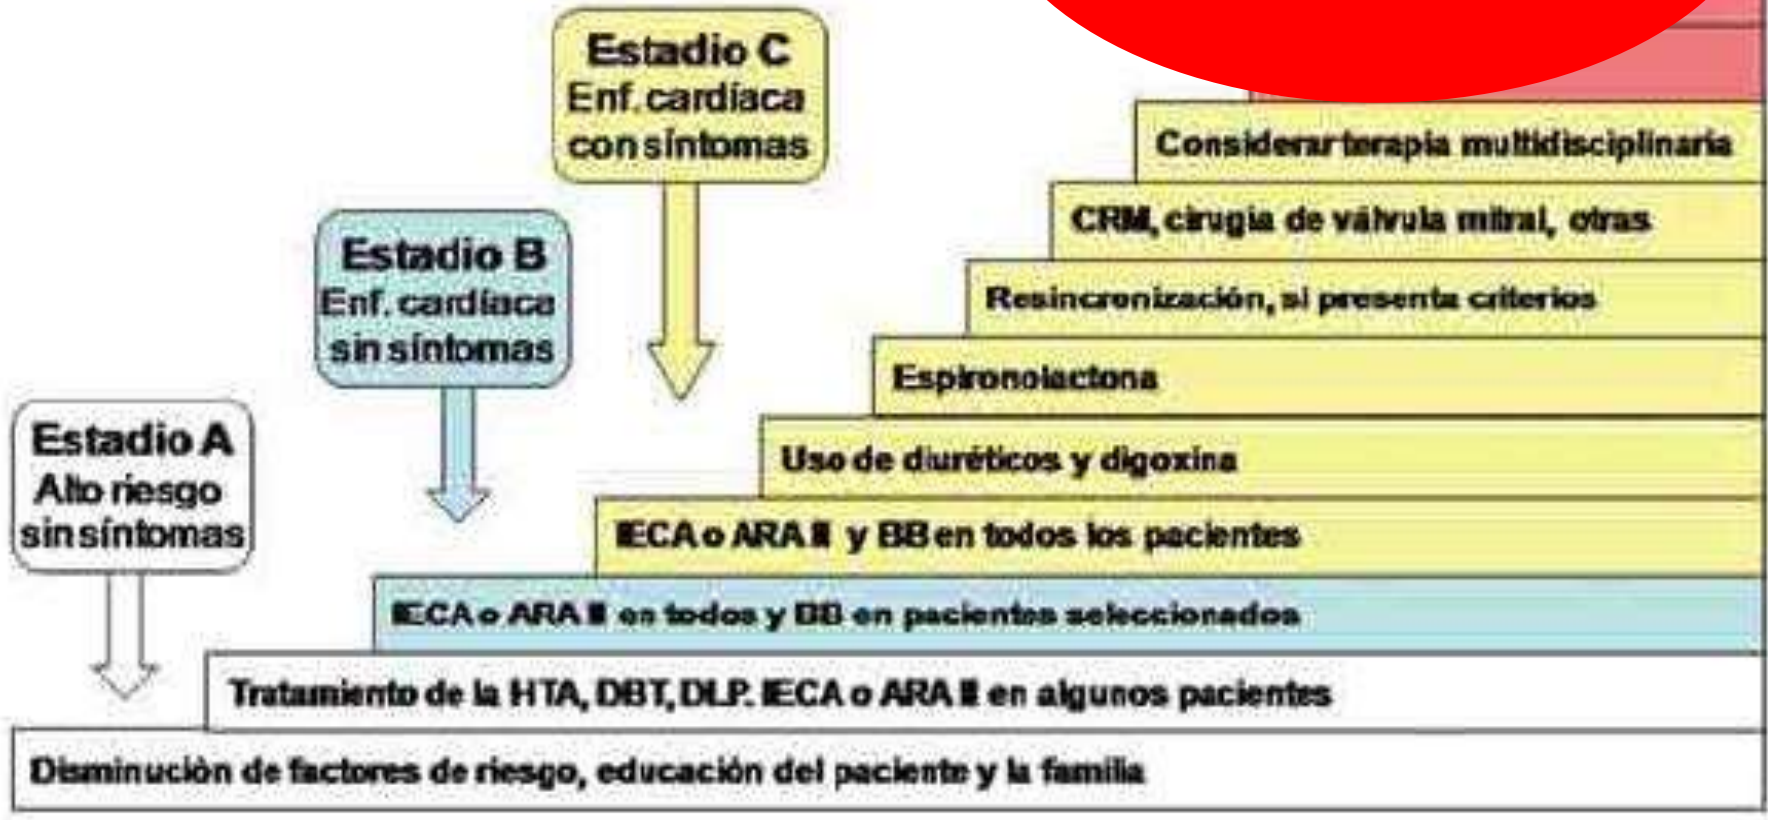 Estadio C
Enf. cardíaca
con síntomas
Estadio B
Enf. cardíaca
sin síntomas
Estadio A
Alto riesgo
sin síntomas
Considerar terapia multidisciplinaria
CRM, cirugía de válvula mitral, otras
Resincronización, si presenta criterios
Espironolactona
Uso de diuréticos y digoxina
IECA o ARA II y BB en todos los pacientes
IECA o ARA II en todos y BB en pacientes seleccionados
Tratamiento de la HTA, DBT, DLP. IECA o ARA II en algunos pacientes
Disminución de factores de riesgo, educación del paciente y la familia